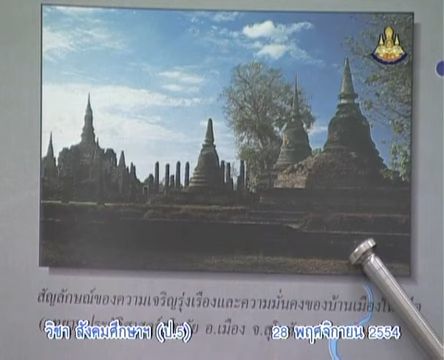 สัญลักษณ์ของความเจริญรุ่งเรืองและความมั่นคงของบ้านเมืองใน
อ.เมือง
วิชา สังคมศึกษาฯ (ป.5)
28 พฤศจิกายน 2554